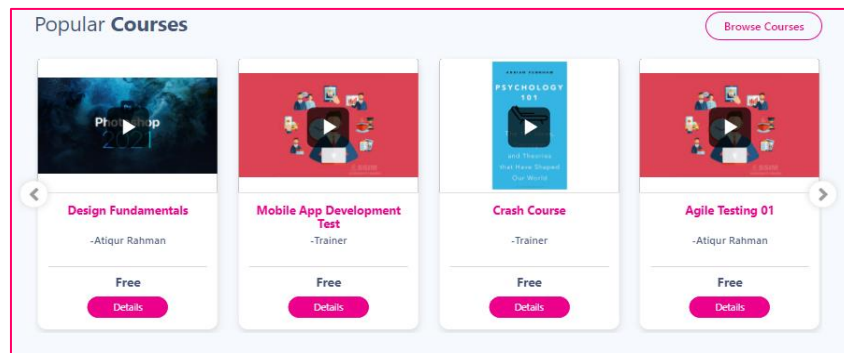 Popular Courses
Browse Courses
Design Fundamentals
-Atiqur Rahman
Free
Details
Mobile App Development
Test
-Trainer
Free
Details
PSYCHOLOGY
101
and Theories
that Have Shaped
Our World
Crash Course
-Trainer
Free
Details
Agile Testing 01
-Atiqur Rahman
Free
Details